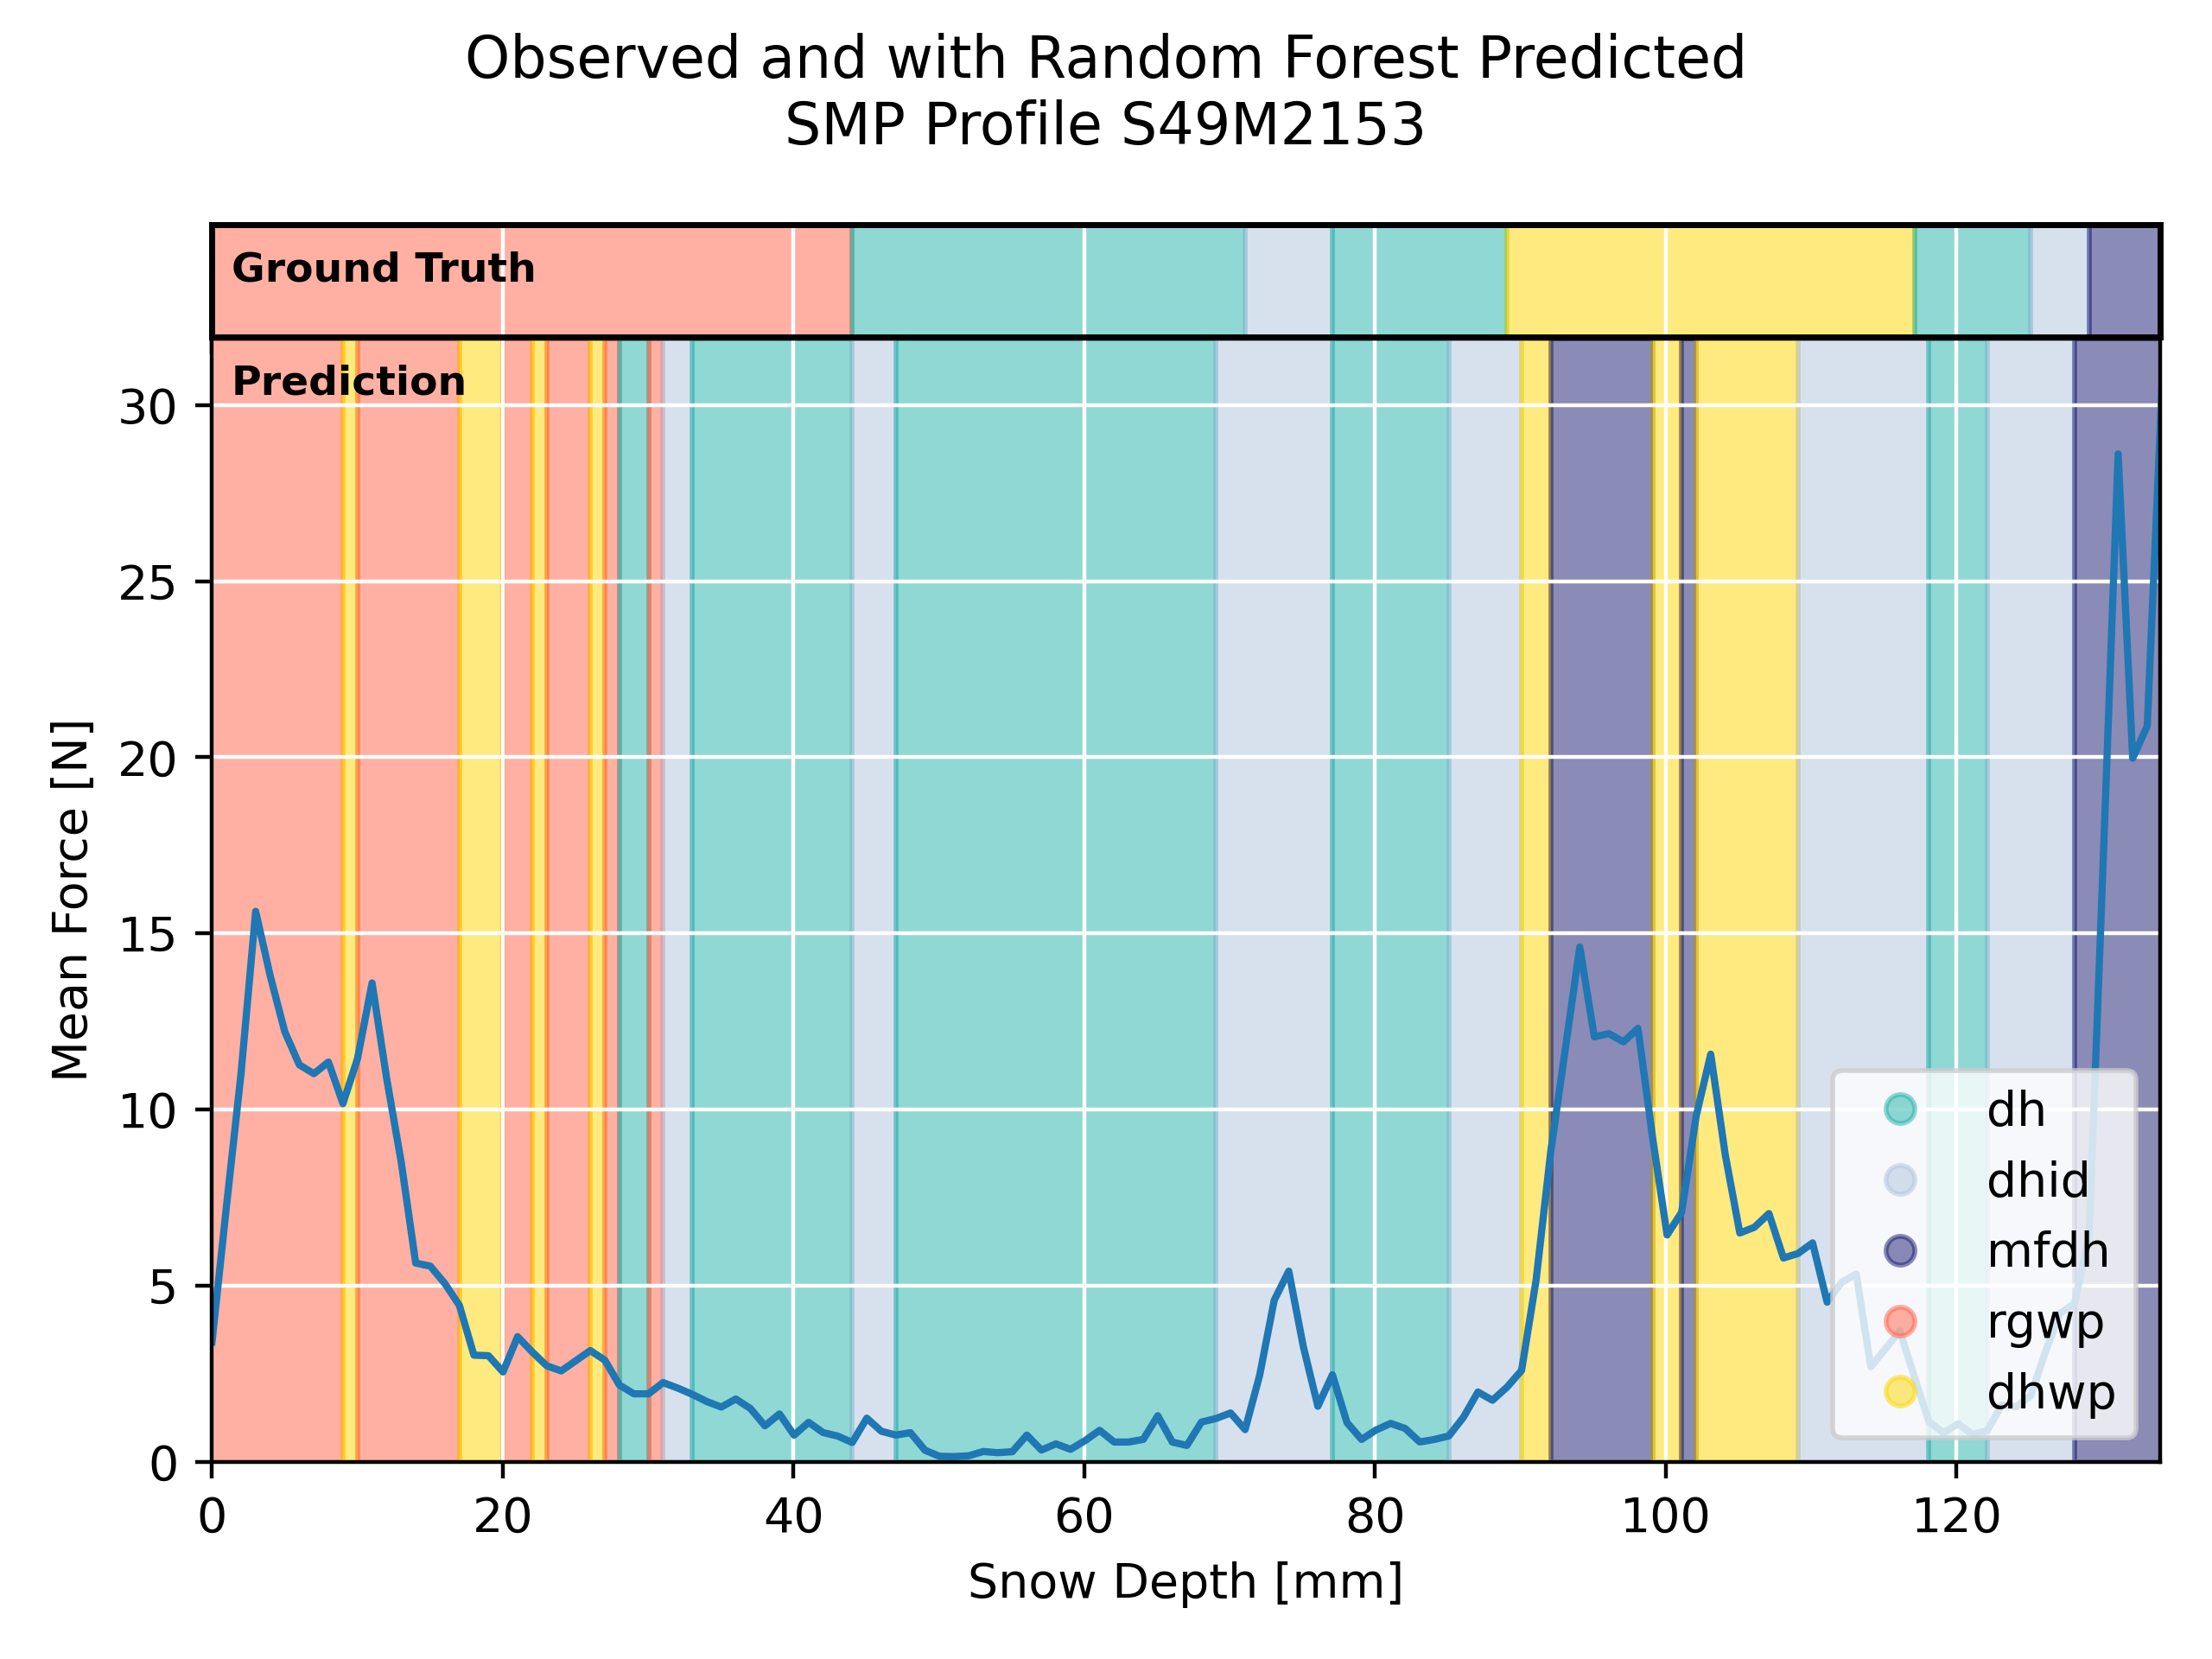 Observed and with Random Forest Predicted
SMP Profile S49M2153
Ground Truth
Prediction
30
25
20
15
10
5
0
Mean Force [N]
0 20 40 60 80 100 120
Snow Depth [mm]
dh
dhid
mfdh
rgwp
dhwp